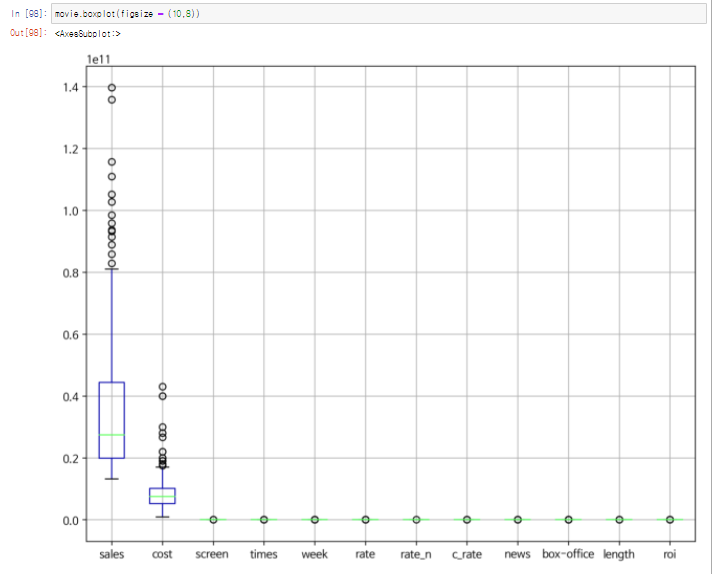 In [98]: movie.boxplot(figsize = (10,8))
Out[98]: <AxesSubplot:>
1e11
1.4
1.2
1.0
0.8
0.6
0.4
0.2
0.0
sales cost screen times week rate rate_n c_rate news box-office length roi